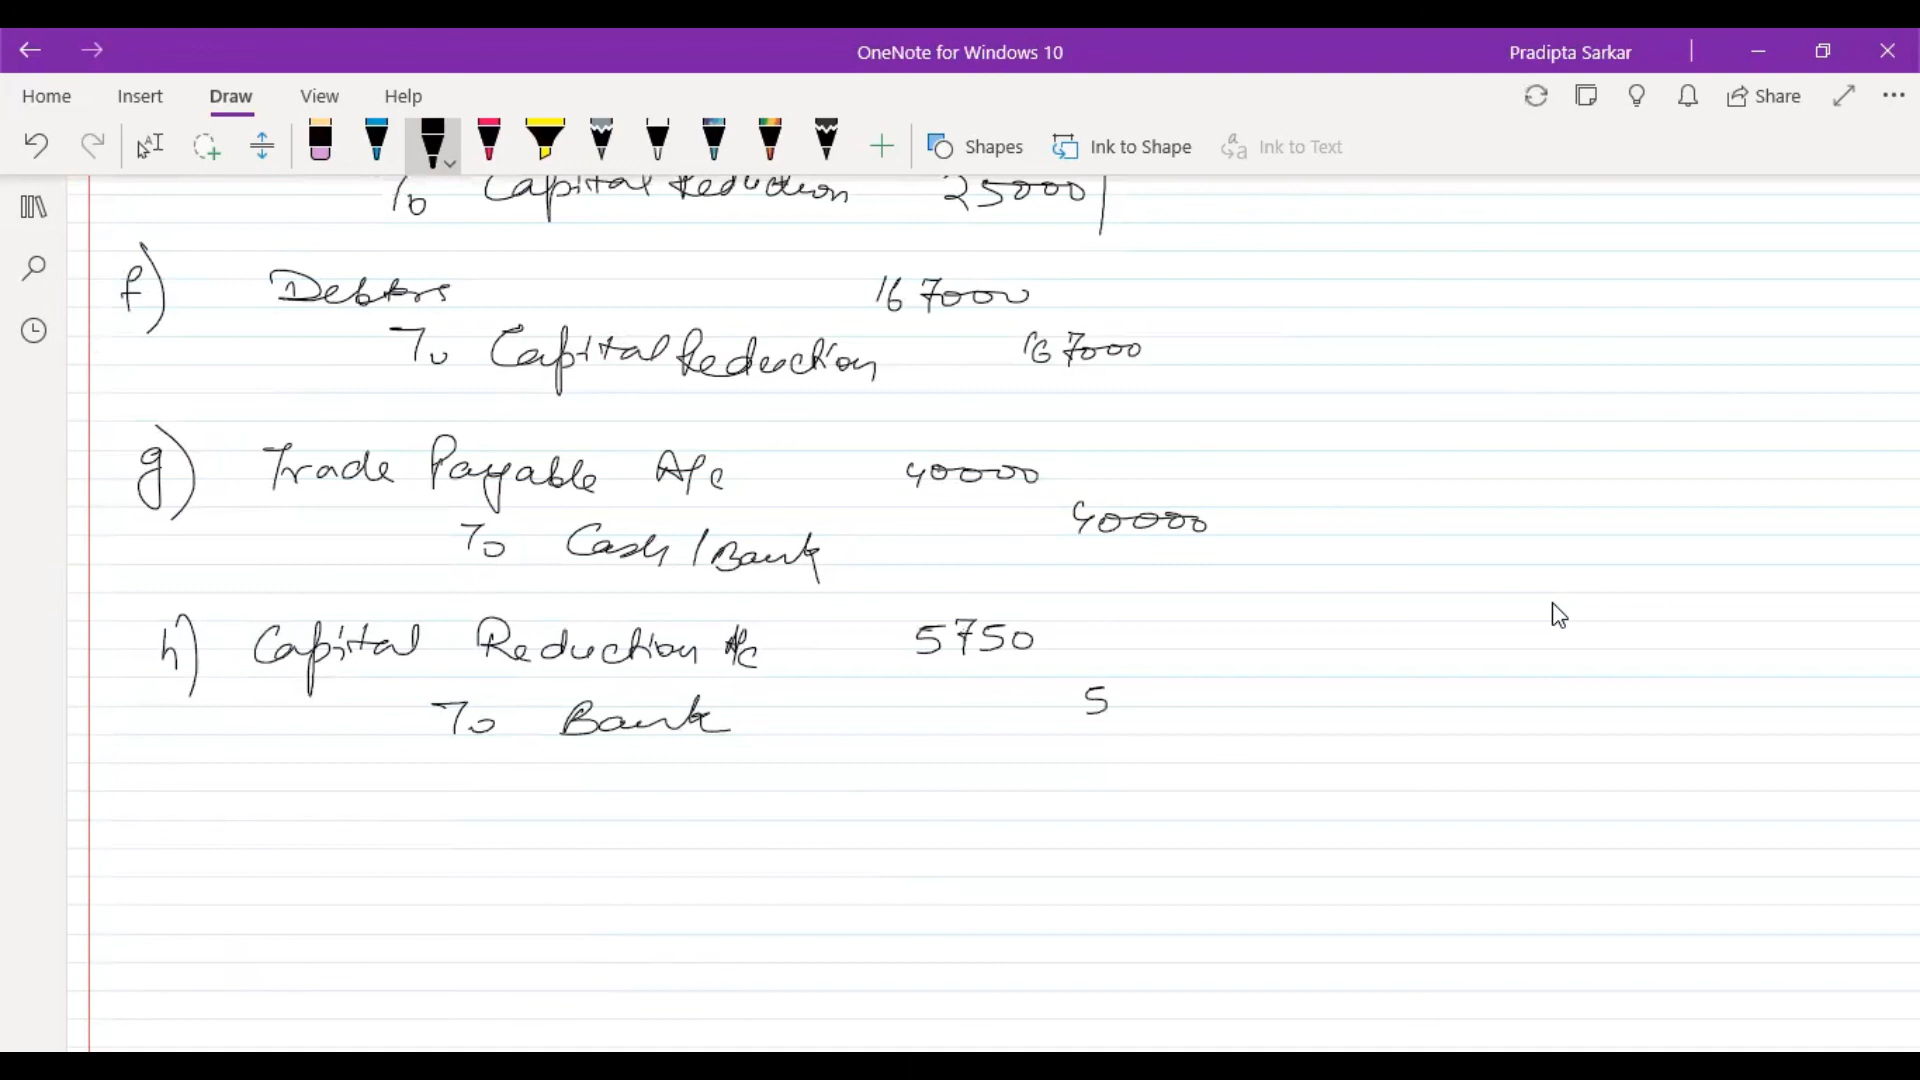 OneNote for Windows 10
Pradipta Sarkar
Home Insert Draw View Help
Share
Shapes Ink to Shape Ink to Text
To Capital Reduction 25000
f) Debtors 167000
To Capital Reduction 167000
g) Trade Payable A/c 40000
To Cash / Bank 40000
h) Capital Reduction A/c 5750
To Bank 5